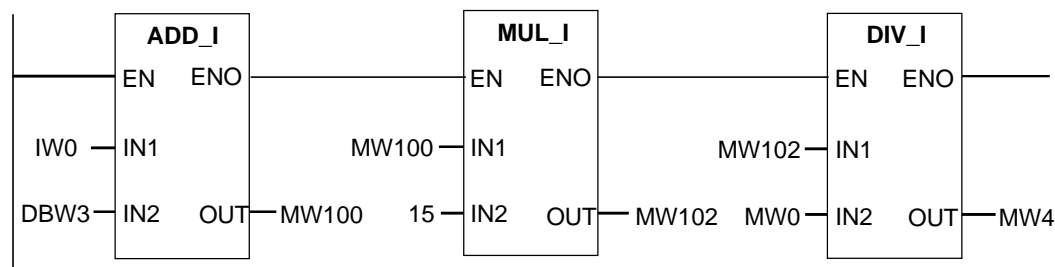 ADD_I MUL_I DIV_I
EN ENO EN ENO EN ENO
IW0 IN1 MW100 IN1 MW102 IN1
DBW3 IN2 OUT MW100 15 IN2 OUT MW102 MW0 IN2 OUT MW4